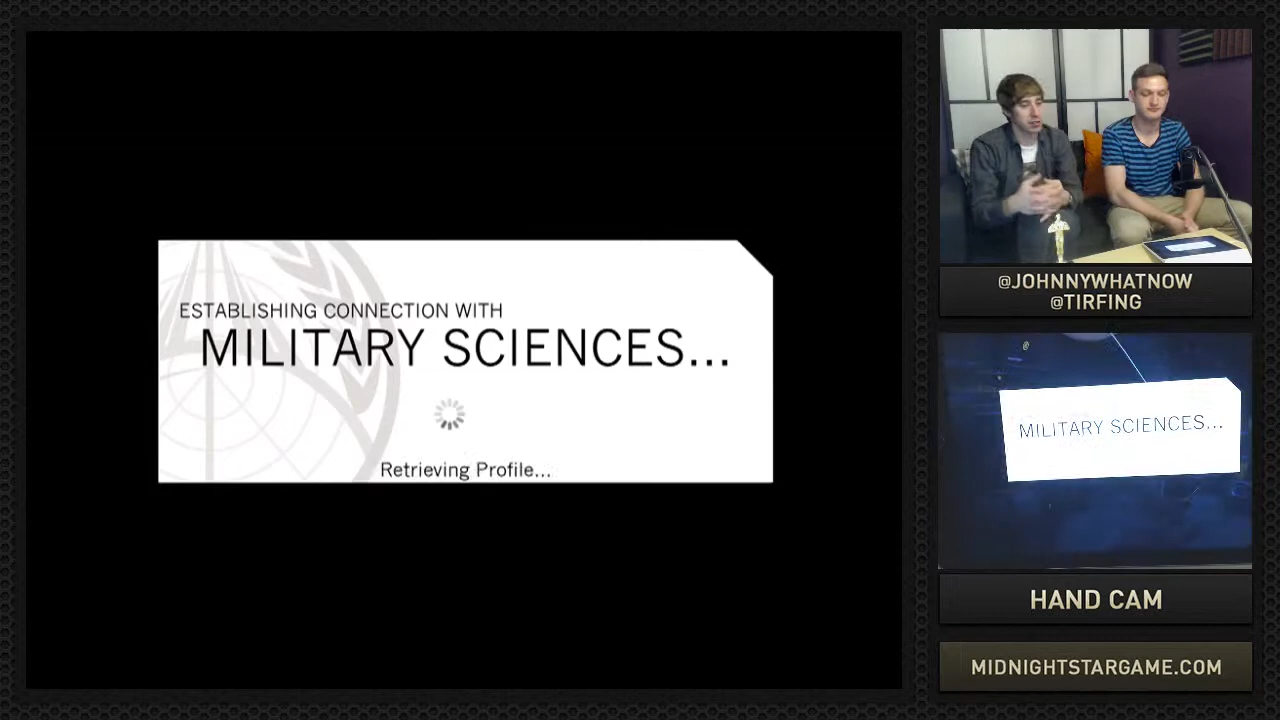 ESTABLISHING CONNECTION WITH
MILITARY SCIENCES...
Retrieving Profile...
@JOHNNYWHATNOW
@TIRFING
MILITARY SCIENCES...
HAND CAM
MIDNIGHTSTARGAME.COM